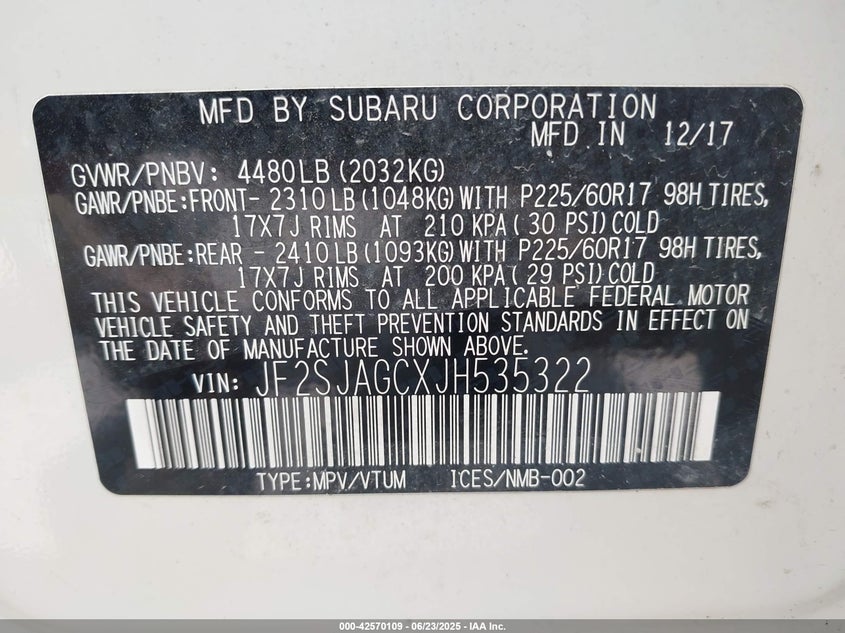 MFD BY SUBARU CORPORATION
MFD IN 12/17
GVWR/PNBV: 4480LB (2032KG)
GAWR/PNBE:FRONT- 2310LB (1048KG) WITH P225/60R17 98H TIRES,
17X7J RIMS AT 210 KPA (30 PSI) COLD
GAWR/PNBE:REAR - 2410LB (1093KG) WITH P225/60R17 98H TIRES,
17X7J RIMS AT 200 KPA (29 PSI) COLD
THIS VEHICLE CONFORMS TO ALL APPLICABLE FEDERAL MOTOR
VEHICLE SAFETY AND THEFT PREVENTION STANDARDS IN EFFECT ON
THE DATE OF MANUFACTURE SHOWN ABOVE.
VIN: JF2SJAGCXJH535322
TYPE:MPV/VTUM ICES/NMB-002
000-42570109 - 06/23/2025 - IAA Inc.